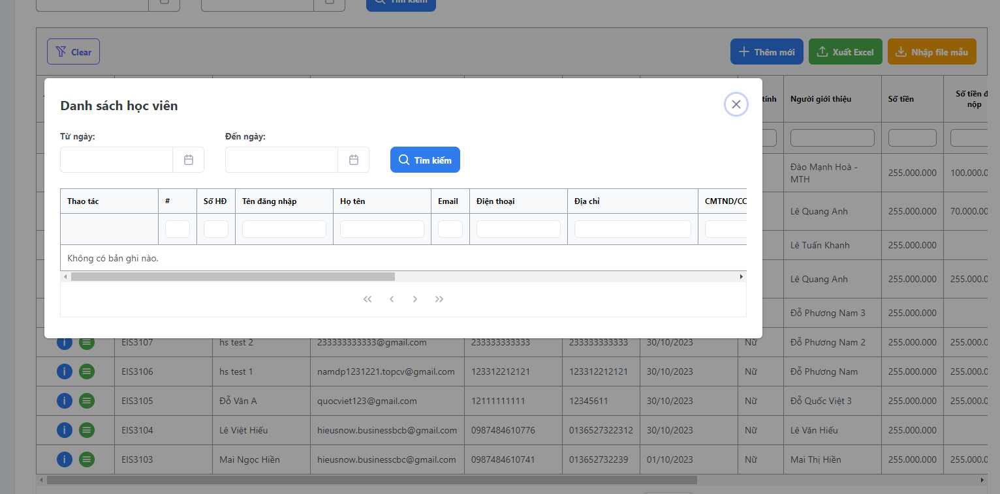 Tìm kiếm
Clear
Thêm mới
Xuất Excel
Nhập file mẫu
tính
Người giới thiệu
Số tiền
Số tiền đ
nộp
Danh sách học viên
Từ ngày:
Đến ngày:
Tìm kiếm
Thao tác
#
Số HĐ
Tên đăng nhập
Họ tên
Email
Điện thoại
Địa chỉ
CMTND/CC
Không có bản ghi nào.
Đào Mạnh Hoà - MTH 255.000.000 100.000.0
Lê Quang Anh 255.000.000 70.000.00
Lê Tuấn Khanh 255.000.000
Lê Quang Anh 255.000.000 255.000.0
Đỗ Phương Nam 3 255.000.000
EIS3107 hs test 2 233333333333@gmail.com 233333333333 233333333333 30/10/2023 Nữ Đỗ Phương Nam 2 255.000.000 255.000.0
EIS3106 hs test 1 namdp1231221.topcv@gmail.com 123312212121 123312212121 30/10/2023 Nữ Đỗ Phương Nam 255.000.000 255.000.0
EIS3105 Đỗ Văn A quocviet123@gmail.com 12111111111 12345611 30/10/2023 Nữ Đỗ Quốc Việt 3 255.000.000 255.000.0
EIS3104 Lê Việt Hiếu hieusnow.businessbcb@gmail.com 0987484610776 0136527322312 30/10/2023 Nữ Lê Văn Hiếu 255.000.000
EIS3103 Mai Ngọc Hiền hieusnow.businesscbc@gmail.com 0987484610741 013652732239 01/10/2023 Nữ Mai Thị Hiền 255.000.000 255.000.0